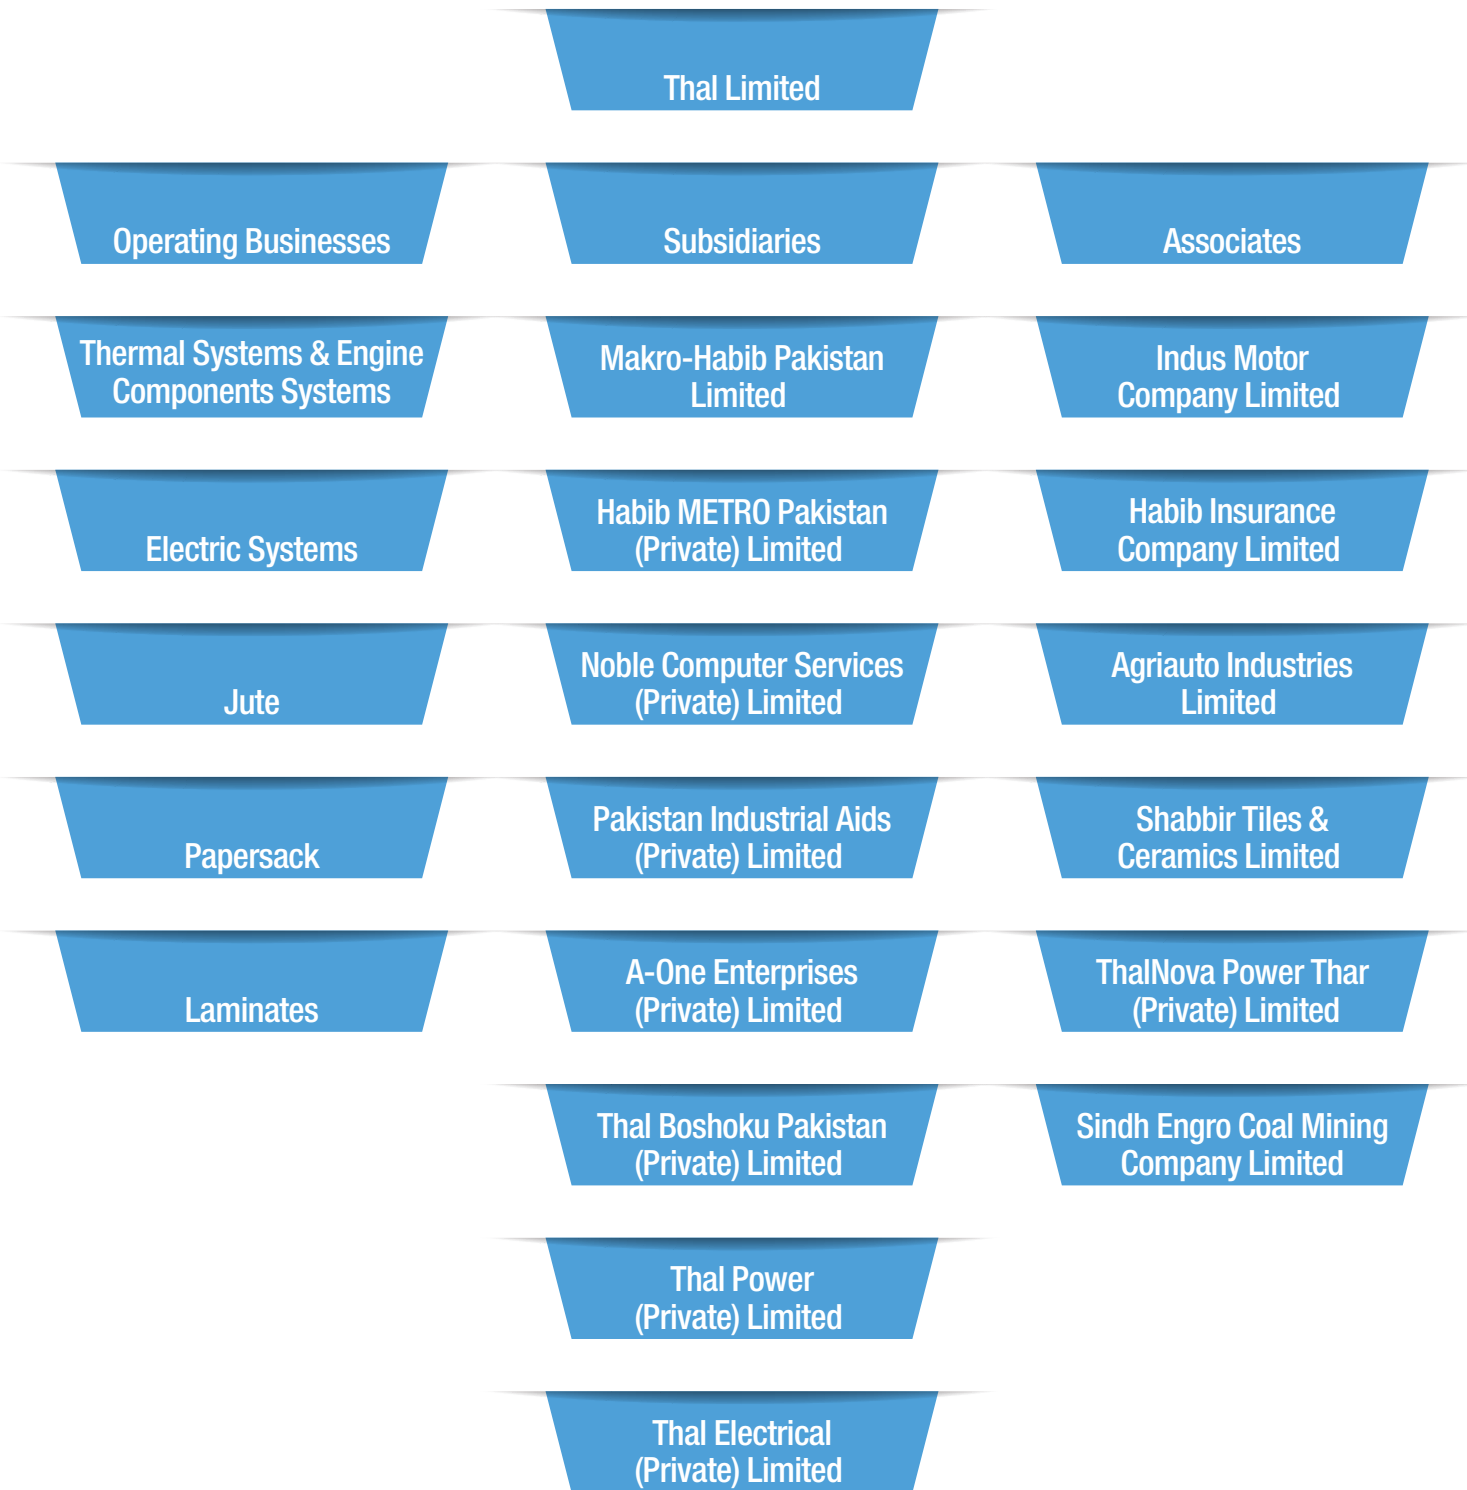 Thal Limited
Operating Businesses
Subsidiaries
Associates
Thermal Systems & Engine
Components Systems
Makro-Habib Pakistan
Limited
Indus Motor
Company Limited
Electric Systems
Habib METRO Pakistan
(Private) Limited
Habib Insurance
Company Limited
Jute
Noble Computer Services
(Private) Limited
Agriauto Industries
Limited
Papersack
Pakistan Industrial Aids
(Private) Limited
Shabbir Tiles &
Ceramics Limited
Laminates
A-One Enterprises
(Private) Limited
ThalNova Power Thar
(Private) Limited
Thal Boshoku Pakistan
(Private) Limited
Sindh Engro Coal Mining
Company Limited
Thal Power
(Private) Limited
Thal Electrical
(Private) Limited